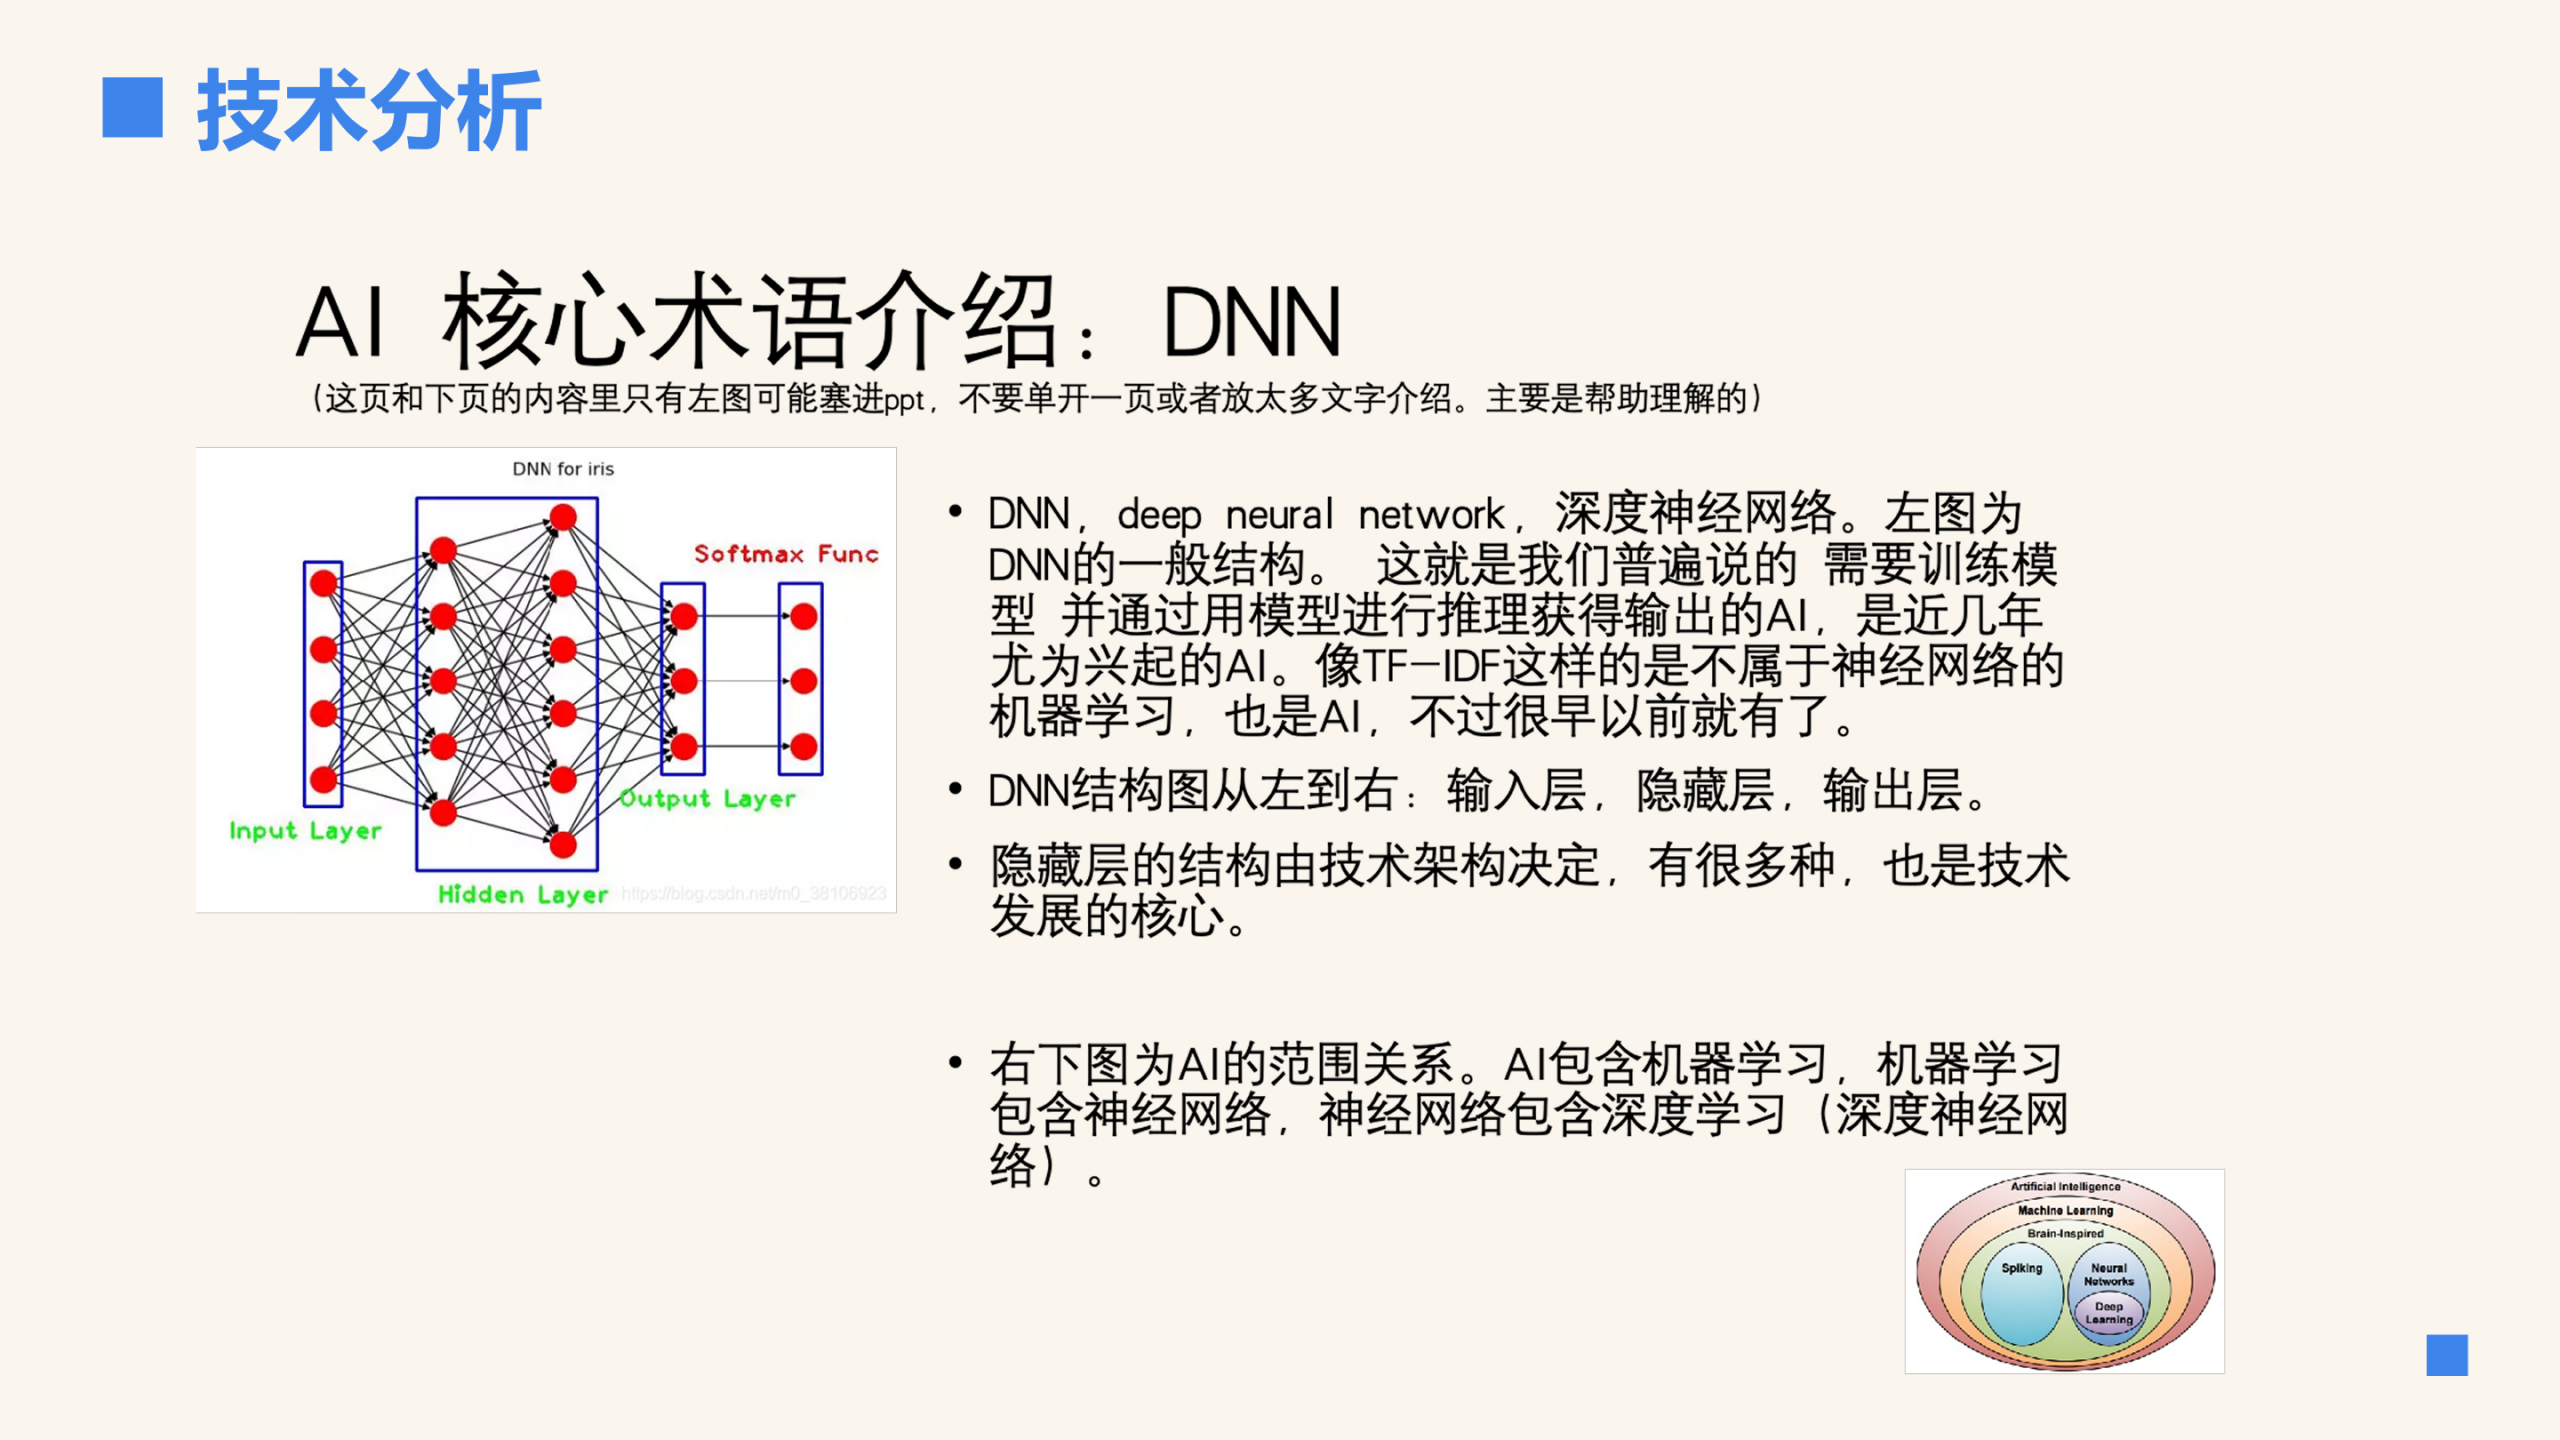 技术分析
AI 核心术语介绍：DNN
（这页和下页的内容里只有左图可能塞进ppt，不要单开一页或者放太多文字介绍。主要是帮助理解的）
DNN for iris
Softmax Func
Output Layer
Input Layer
Hidden Layer
https://blog.csdn.net/m0_38106923
• DNN，deep neural network，深度神经网络。左图为
DNN的一般结构。 这就是我们普遍说的 需要训练模
型 并通过用模型进行推理获得输出的AI，是近几年
尤为兴起的AI。像TF-IDF这样的是不属于神经网络的
机器学习，也是AI，不过很早以前就有了。
• DNN结构图从左到右：输入层，隐藏层，输出层。
• 隐藏层的结构由技术架构决定，有很多种，也是技术
发展的核心。
• 右下图为AI的范围关系。AI包含机器学习，机器学习
包含神经网络，神经网络包含深度学习（深度神经网
络）。
Artificial Intelligence
Machine Learning
Brain-Inspired
Spiking
Neural
Networks
Deep
Learning